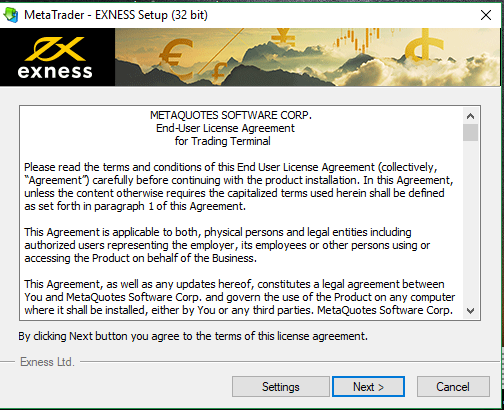 MetaTrader - EXNESS Setup (32 bit)
exness
METAQUOTES SOFTWARE CORP.
End-User License Agreement
for Trading Terminal
Please read the terms and conditions of this End User License Agreement (collectively,
“Agreement”) carefully before continuing with the product installation. In this Agreement,
unless the content otherwise requires the capitalized terms used herein shall be defined
as set forth in paragraph 1 of this Agreement.
This Agreement is applicable to both, physical persons and legal entities including
authorized users representing the employer, its employees or other persons using or
accessing the Product on behalf of the Business.
This Agreement, as well as any updates hereof, constitutes a legal agreement between
You and MetaQuotes Software Corp. and govern the use of the Product on any computer
where it shall be installed, either by You or any third parties. MetaQuotes Software Corp.
By clicking Next button you agree to the terms of this license agreement.
Exness Ltd.
Settings
Next >
Cancel